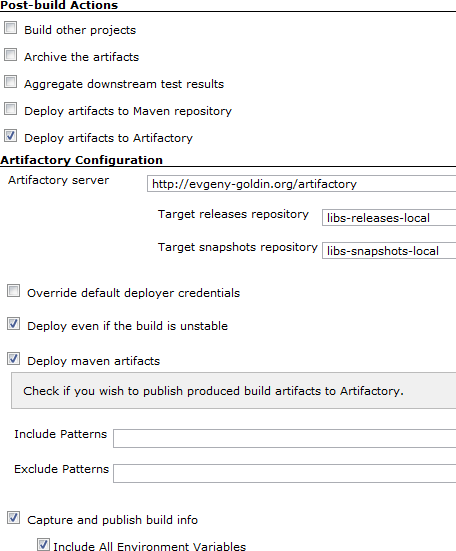 Post-build Actions
Build other projects
Archive the artifacts
Aggregate downstream test results
Deploy artifacts to Maven repository
Deploy artifacts to Artifactory
Artifactory Configuration
Artifactory server http://evgeny-goldin.org/artifactory
Target releases repository libs-releases-local
Target snapshots repository libs-snapshots-local
Override default deployer credentials
Deploy even if the build is unstable
Deploy maven artifacts
Check if you wish to publish produced build artifacts to Artifactory.
Include Patterns
Exclude Patterns
Capture and publish build info
Include All Environment Variables